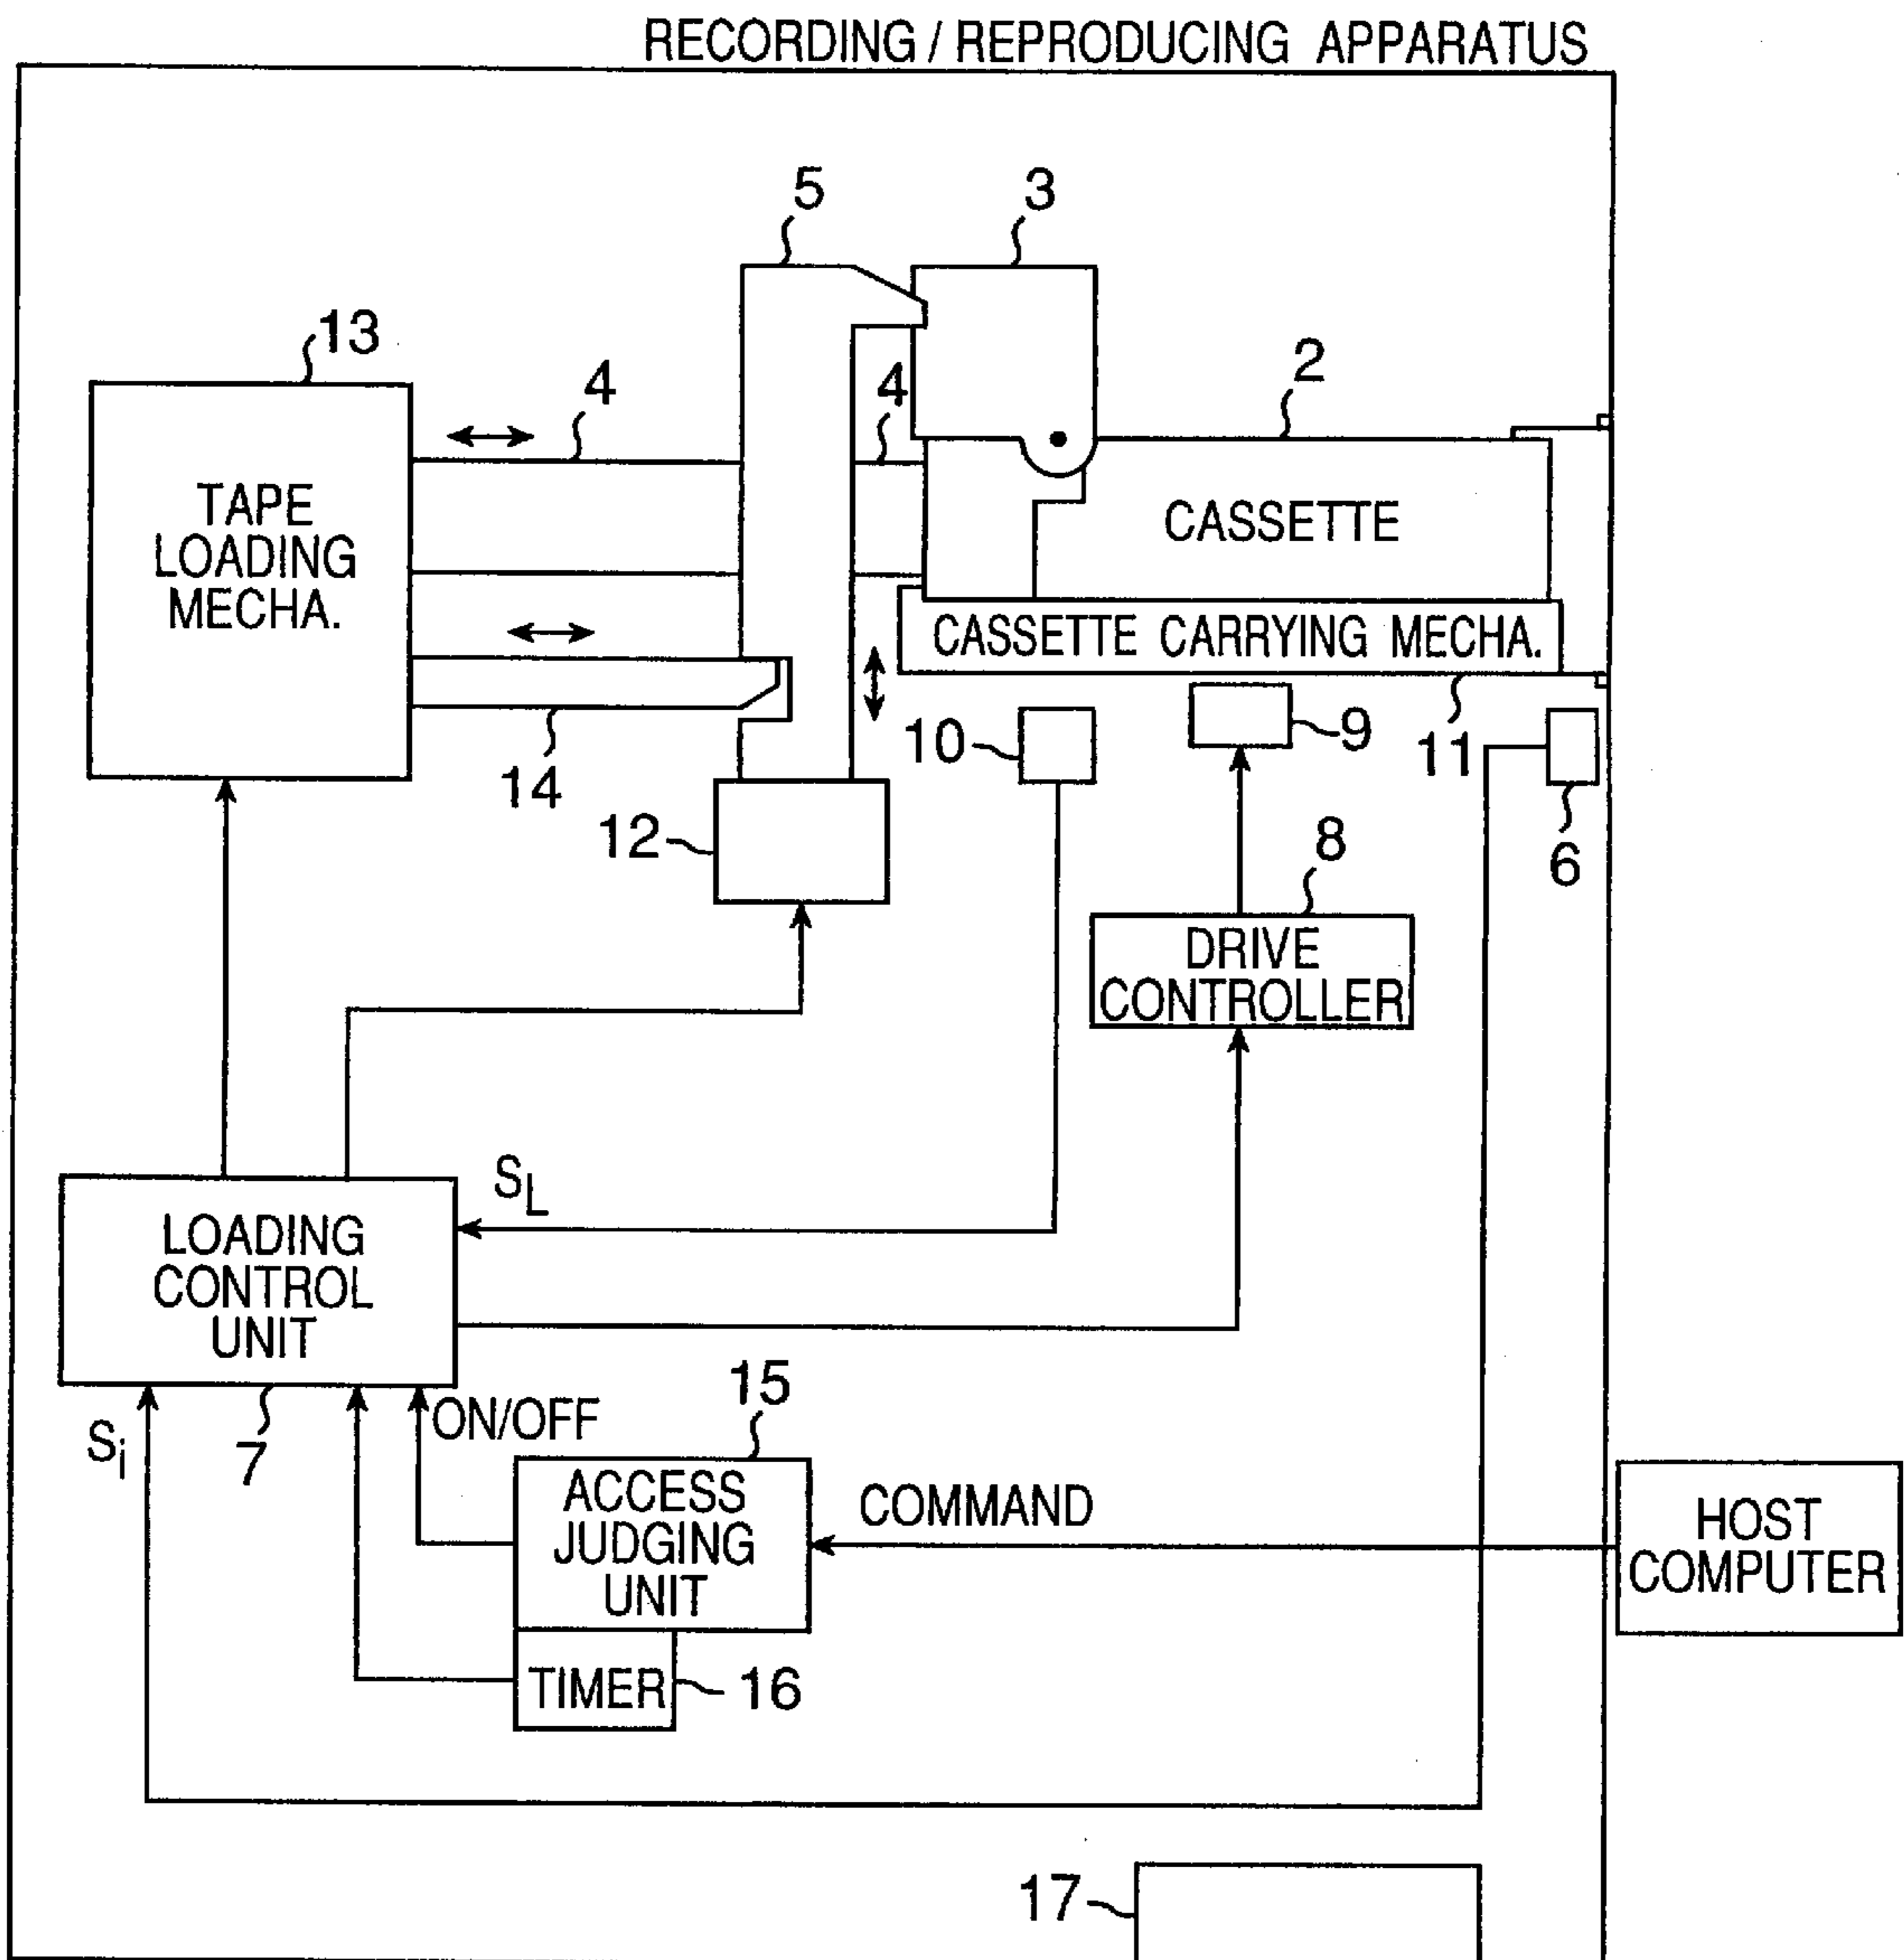 RECORDING / REPRODUCING APPARATUS
5
3
13
4
4
2
TAPE
LOADING
MECHA.
CASSETTE
CASSETTE CARRYING MECHA.
14
10
9
11
6
12
8
DRIVE
CONTROLLER
SL
LOADING
CONTROL
UNIT
Si
7
ON/OFF
15
ACCESS
JUDGING
UNIT
COMMAND
HOST
COMPUTER
TIMER
16
17